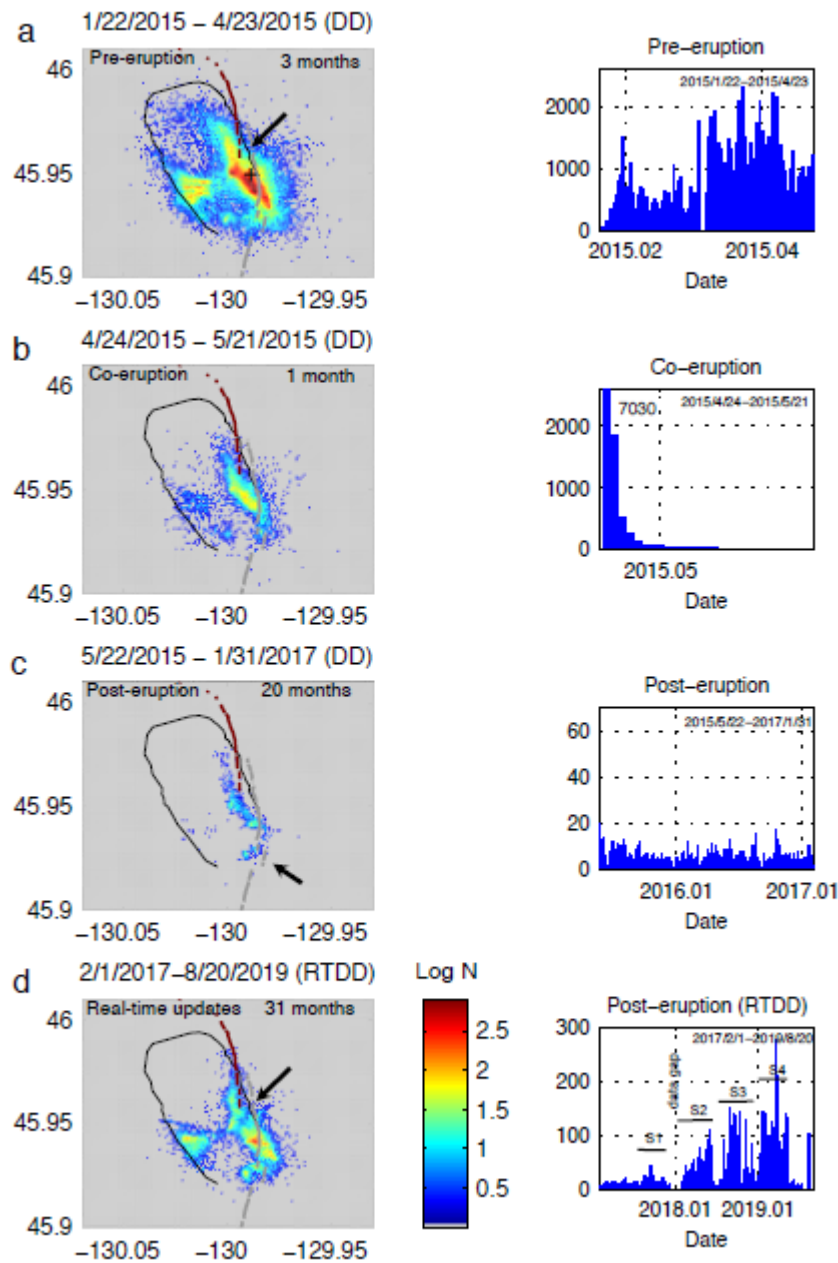 a
1/22/2015 − 4/23/2015 (DD)
Pre-eruption 3 months
46
45.95
45.9
−130.05 −130 −129.95
Pre−eruption
2015/1/22−2015/4/23
2000
1000
0
2015.02 2015.04
Date
b
4/24/2015 − 5/21/2015 (DD)
Co-eruption 1 month
46
45.95
45.9
−130.05 −130 −129.95
Co−eruption
7030 2015/4/24−2015/5/21
2000
1000
0
2015.05
Date
c
5/22/2015 − 1/31/2017 (DD)
Post-eruption 20 months
46
45.95
45.9
−130.05 −130 −129.95
Post−eruption
2015/5/22−2017/1/31
60
40
20
0
2016.01 2017.01
Date
d
2/1/2017−8/20/2019 (RTDD)
Real-time updates 31 months
46
45.95
45.9
−130.05 −130 −129.95
Log N
2.5
2
1.5
1
0.5
Post−eruption (RTDD)
2017/2/1−2019/8/20
300
200
100
0
data gap
S1
S2
S3
S4
2018.01 2019.01
Date